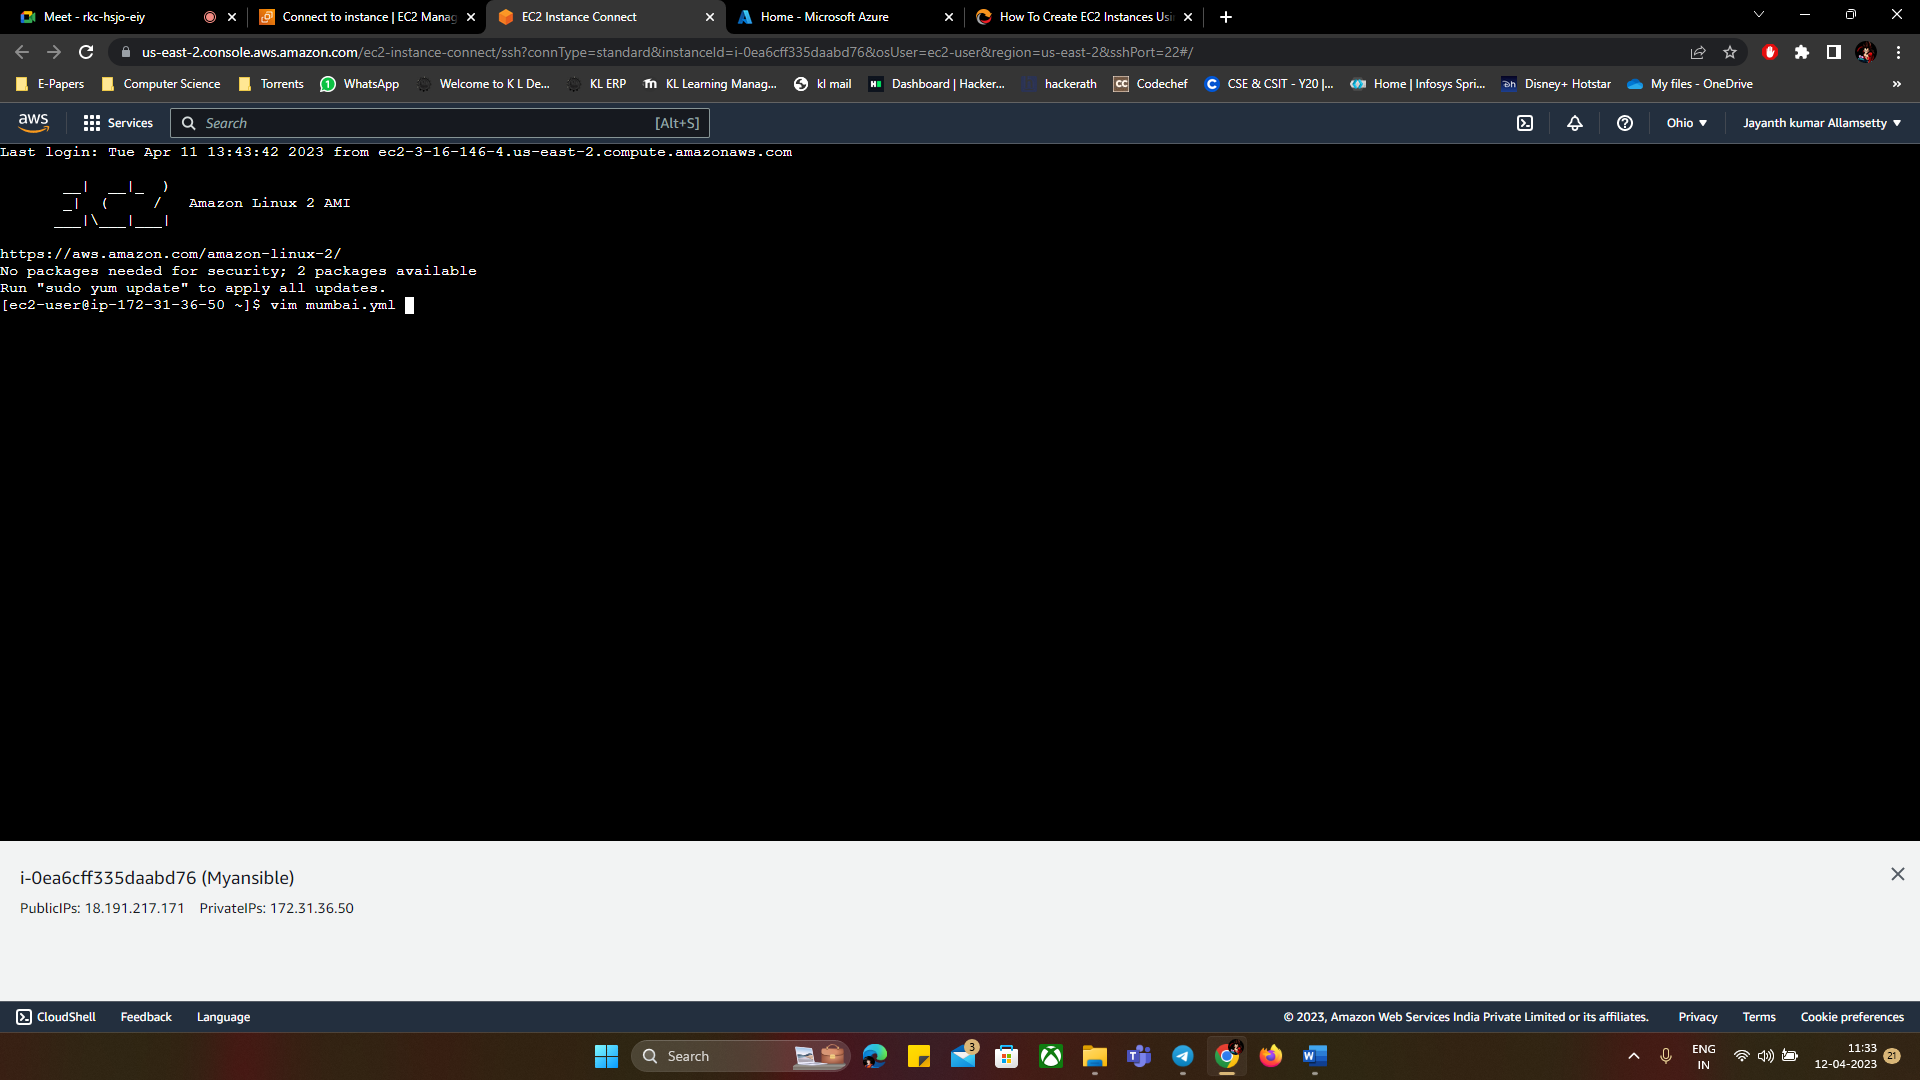 Meet - rkc-hsjo-eiy
Connect to instance | EC2 Manag
EC2 Instance Connect
Home - Microsoft Azure
How To Create EC2 Instances Usi
us-east-2.console.aws.amazon.com/ec2-instance-connect/ssh?connType=standard&instanceId=i-0ea6cff335daabd76&osUser=ec2-user&region=us-east-2&sshPort=22#/
E-Papers
Computer Science
Torrents
WhatsApp
Welcome to K L De...
KL ERP
KL Learning Manag...
kl mail
Dashboard | Hacker...
hackerath
Codechef
CSE & CSIT - Y20 |...
Home | Infosys Spri...
Disney+ Hotstar
My files - OneDrive
»
aws
Services
Search
[Alt+S]
Ohio
Jayanth kumar Allamsetty
Last login: Tue Apr 11 13:43:42 2023 from ec2-3-16-146-4.us-east-2.compute.amazonaws.com
       __|  __|_  )
       _|  (     /   Amazon Linux 2 AMI
      ___|\___|___|
https://aws.amazon.com/amazon-linux-2/
No packages needed for security; 2 packages available
Run "sudo yum update" to apply all updates.
[ec2-user@ip-172-31-36-50 ~]$ vim mumbai.yml
i-0ea6cff335daabd76 (Myansible)
PublicIPs: 18.191.217.171   PrivateIPs: 172.31.36.50
CloudShell
Feedback
Language
© 2023, Amazon Web Services India Private Limited or its affiliates.
Privacy
Terms
Cookie preferences
Search
3
ENG
IN
11:33
12-04-2023
21